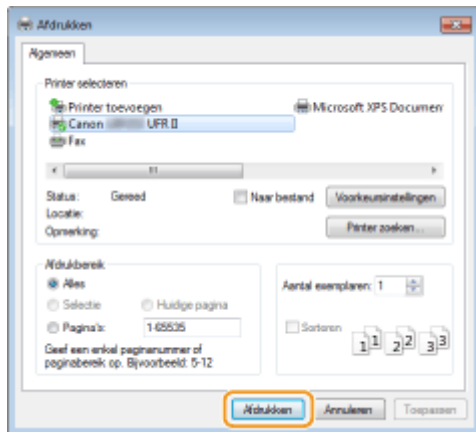 Afdrukken
Algemeen
Printer selecteren
Printer toevoegen
Microsoft XPS Documen
Canon UFR II
Fax
Status: Gereed
Naar bestand
Voorkeursinstellingen
Locatie:
Opmerking:
Printer zoeken...
Afdrukbereik
Alles
Selectie
Huidige pagina
Pagina's: 1-65535
Geef een enkel paginanummer of
paginabereik op. Bijvoorbeeld: 5-12
Aantal exemplaren: 1
Sorteren
1 1 2 2 3 3
Afdrukken
Annuleren
Toepassen